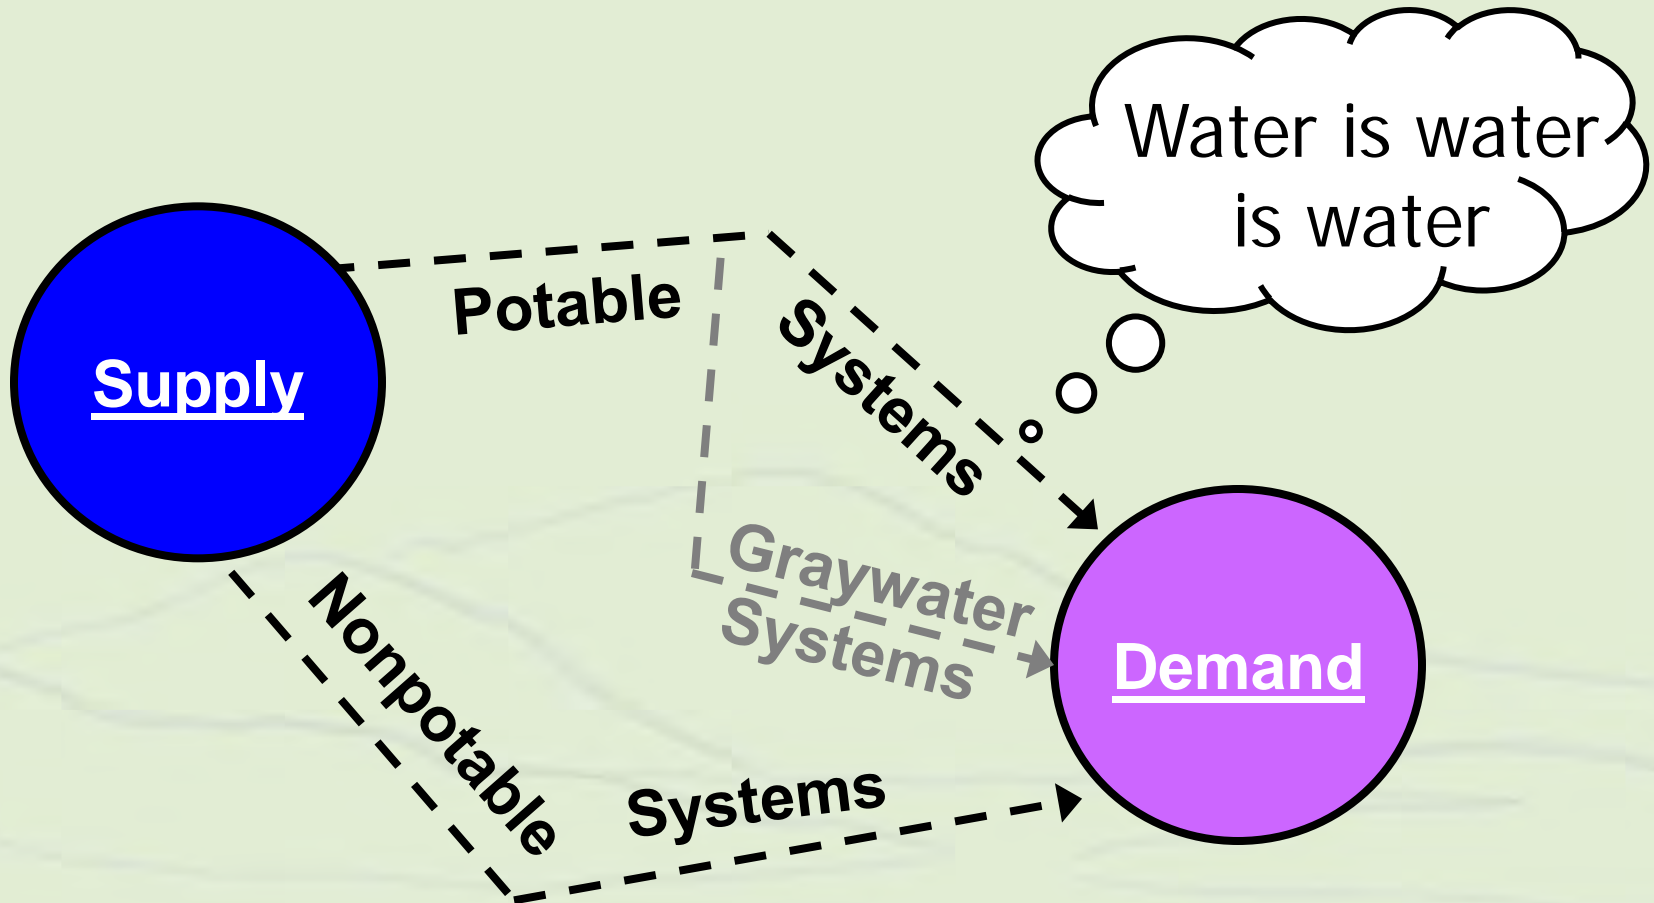 Water is water
is water
Potable
Systems
Supply
Graywater
Systems
Demand
Nonpotable
Systems